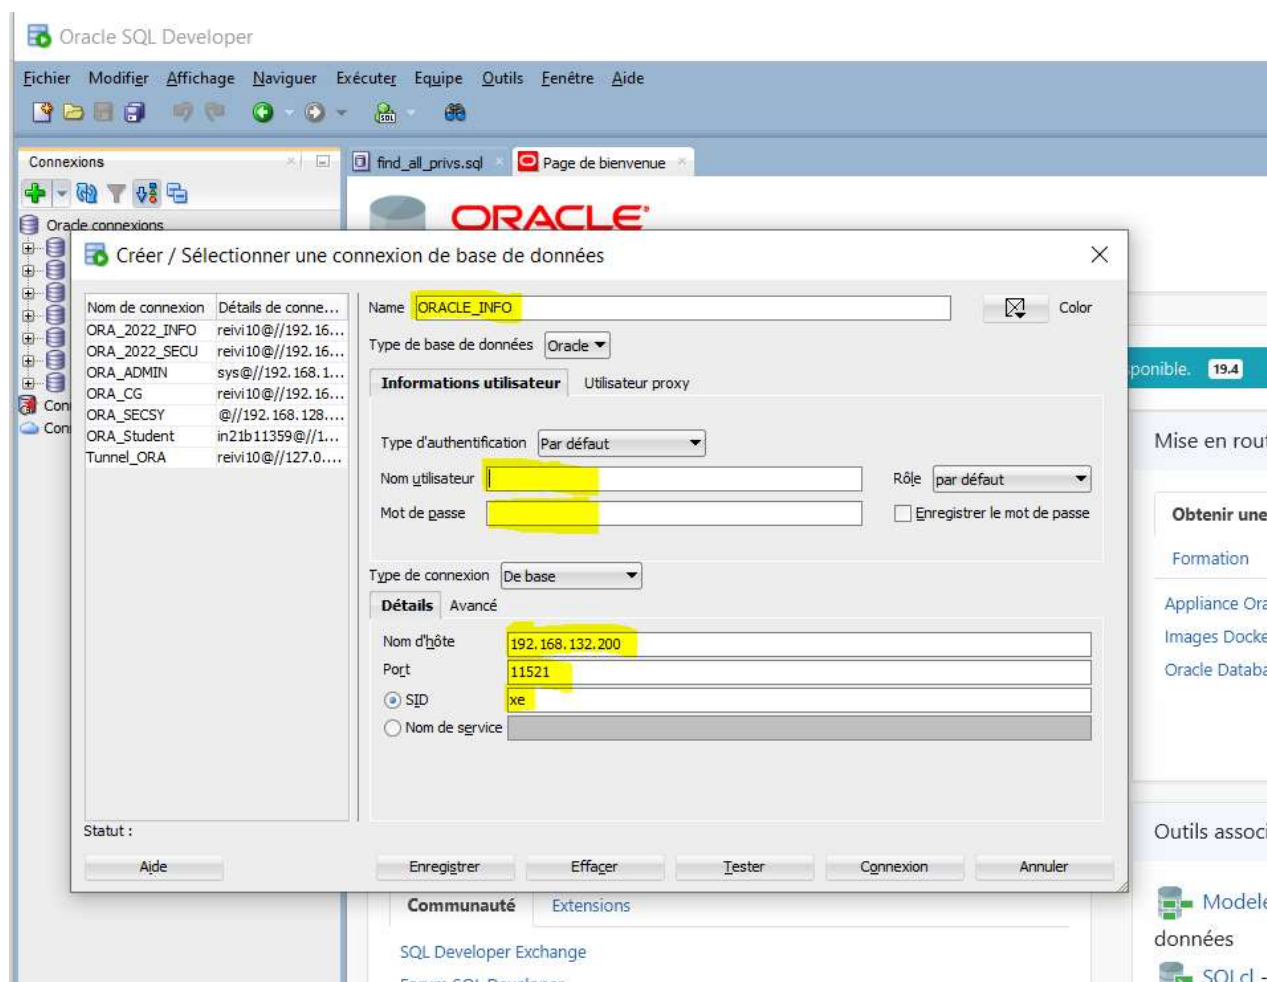 Oracle SQL Developer
Fichier Modifier Affichage Naviguer Exécuter Equipe Outils Fenêtre Aide
Connexions
find_all_privs.sql
Page de bienvenue
Oracle connexions
ORACLE
Créer / Sélectionner une connexion de base de données
Nom de connexion Détails de conne...
ORA_2022_INFO reivi10@//192.16...
ORA_2022_SECU reivi10@//192.16...
ORA_ADMIN sys@//192.168.1...
ORA_CG reivi10@//192.16...
ORA_SECSY @//192.168.128....
ORA_Student in21b11359@//1...
Tunnel_ORA reivi10@//127.0....
Name ORACLE_INFO
Color
Type de base de données Oracle
Informations utilisateur Utilisateur proxy
Type d'authentification Par défaut
Nom utilisateur
Rôle par défaut
Mot de passe
Enregistrer le mot de passe
Type de connexion De base
Détails Avancé
Nom d'hôte 192.168.132.200
Port 11521
SID xe
Nom de service
Statut :
Aide Enregistrer Effacer Tester Connexion Annuler
Con
Con
ponible. 19.4
Mise en rout
Obtenir une
Formation
Appliance Ora
Images Docke
Oracle Databa
Outils associ
Modele
données
SQLcl -
Communauté Extensions
SQL Developer Exchange